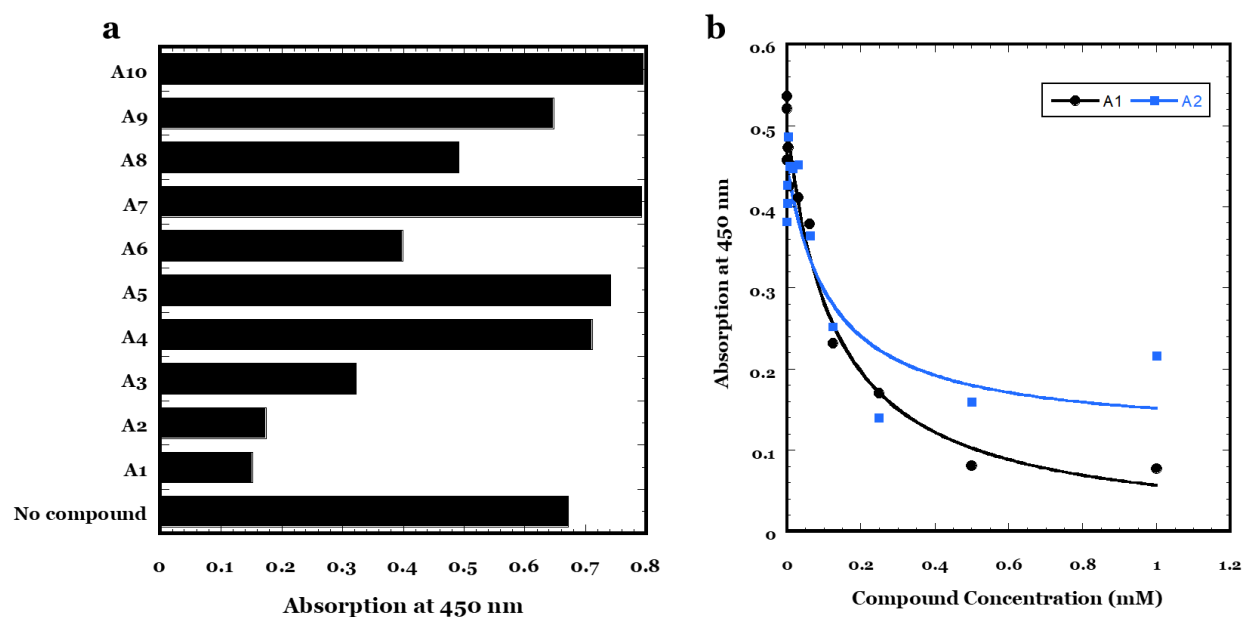 a
A10
A9
A8
A7
A6
A5
A4
A3
A2
A1
No compound
0 0.1 0.2 0.3 0.4 0.5 0.6 0.7 0.8
Absorption at 450 nm
b
0.6
0.5
0.4
0.3
0.2
0.1
0
Absorption at 450 nm
A1 A2
0 0.2 0.4 0.6 0.8 1 1.2
Compound Concentration (mM)